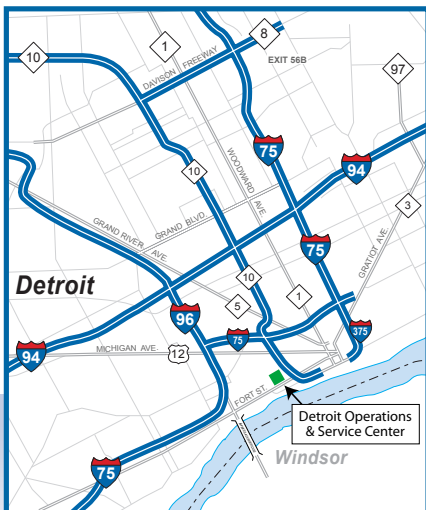 10
1
8
DAVISON FREEWAY
EXIT 56B
97
75
94
10
WOODWARD AVE.
3
GRAND BLVD.
GRAND RIVER
AVE.
75
GRATIOT AVE.
Detroit
10
5
1
96
75
375
94
MICHIGAN AVE.
12
FORT ST.
Detroit Operations
& Service Center
Windsor
75